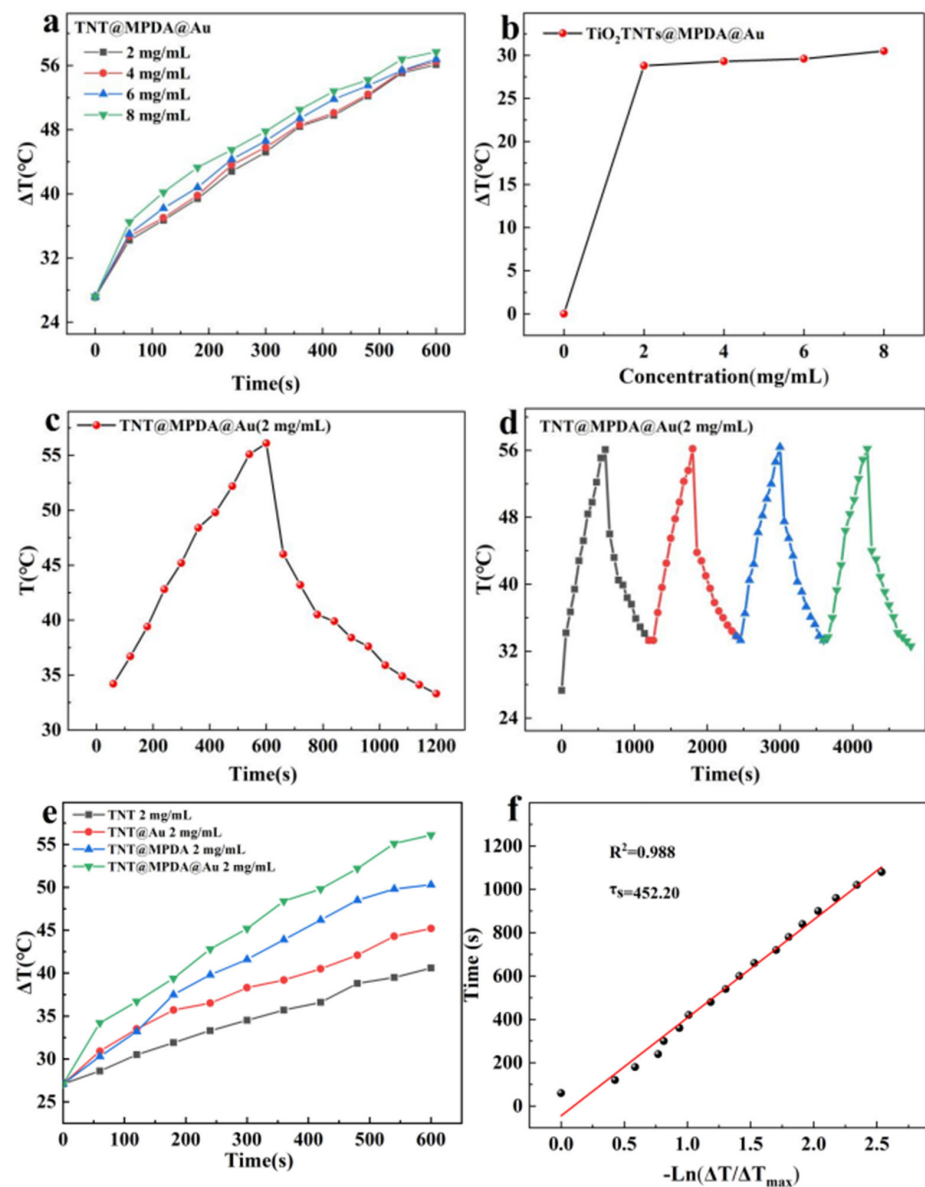 a
TNT@MPDA@Au
2 mg/mL
4 mg/mL
6 mg/mL
8 mg/mL
56
48
40
32
24
ΔT(°C)
0 100 200 300 400 500 600
Time(s)
b
TiO₂TNTs@MPDA@Au
35
30
25
20
15
10
5
0
ΔT(°C)
0 2 4 6 8
Concentration(mg/mL)
c
TNT@MPDA@Au(2 mg/mL)
55
50
45
40
35
30
T(°C)
0 200 400 600 800 1000 1200
Time(s)
d
TNT@MPDA@Au(2 mg/mL)
56
48
40
32
24
T(°C)
0 1000 2000 3000 4000
Time(s)
e
TNT 2 mg/mL
TNT@Au 2 mg/mL
TNT@MPDA 2 mg/mL
TNT@MPDA@Au 2 mg/mL
55
50
45
40
35
30
25
ΔT(°C)
0 100 200 300 400 500 600
Time(s)
f
R²=0.988
τs=452.20
1200
1000
800
600
400
200
0
Time (s)
0.0 0.5 1.0 1.5 2.0 2.5
-Ln(ΔT/ΔTmax)